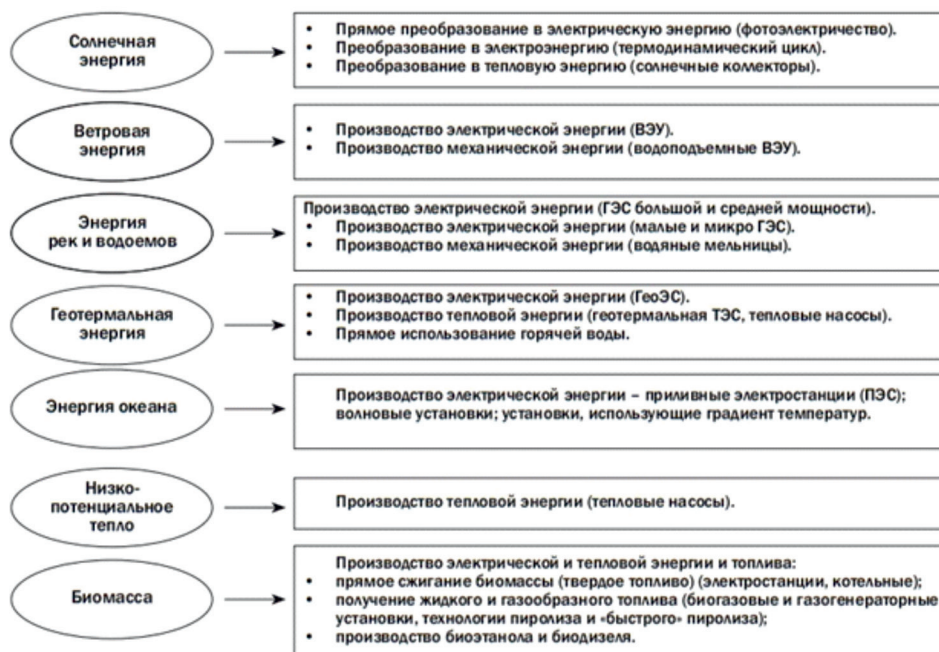 Солнечная
энергия
• Прямое преобразование в электрическую энергию (фотоэлектричество).
• Преобразование в электроэнергию (термодинамический цикл).
• Преобразование в тепловую энергию (солнечные коллекторы).
Ветровая
энергия
• Производство электрической энергии (ВЭУ).
• Производство механической энергии (водоподъемные ВЭУ).
Энергия
рек и водоемов
Производство электрической энергии (ГЭС большой и средней мощности).
• Производство электрической энергии (малые и микро ГЭС).
• Производство механической энергии (водяные мельницы).
Геотермальная
энергия
• Производство электрической энергии (ГеоЭС).
• Производство тепловой энергии (геотермальная ТЭС, тепловые насосы).
• Прямое использование горячей воды.
Энергия океана
Производство электрической энергии – приливные электростанции (ПЭС);
волновые установки; установки, использующие градиент температур.
Низко-
потенциальное
тепло
Производство тепловой энергии (тепловые насосы).
Биомасса
Производство электрической и тепловой энергии и топлива:
• прямое сжигание биомассы (твердое топливо) (электростанции, котельные);
• получение жидкого и газообразного топлива (биогазовые и газогенераторные
установки, технологии пиролиза и «быстрого» пиролиза);
• производство биоэтанола и биодизеля.